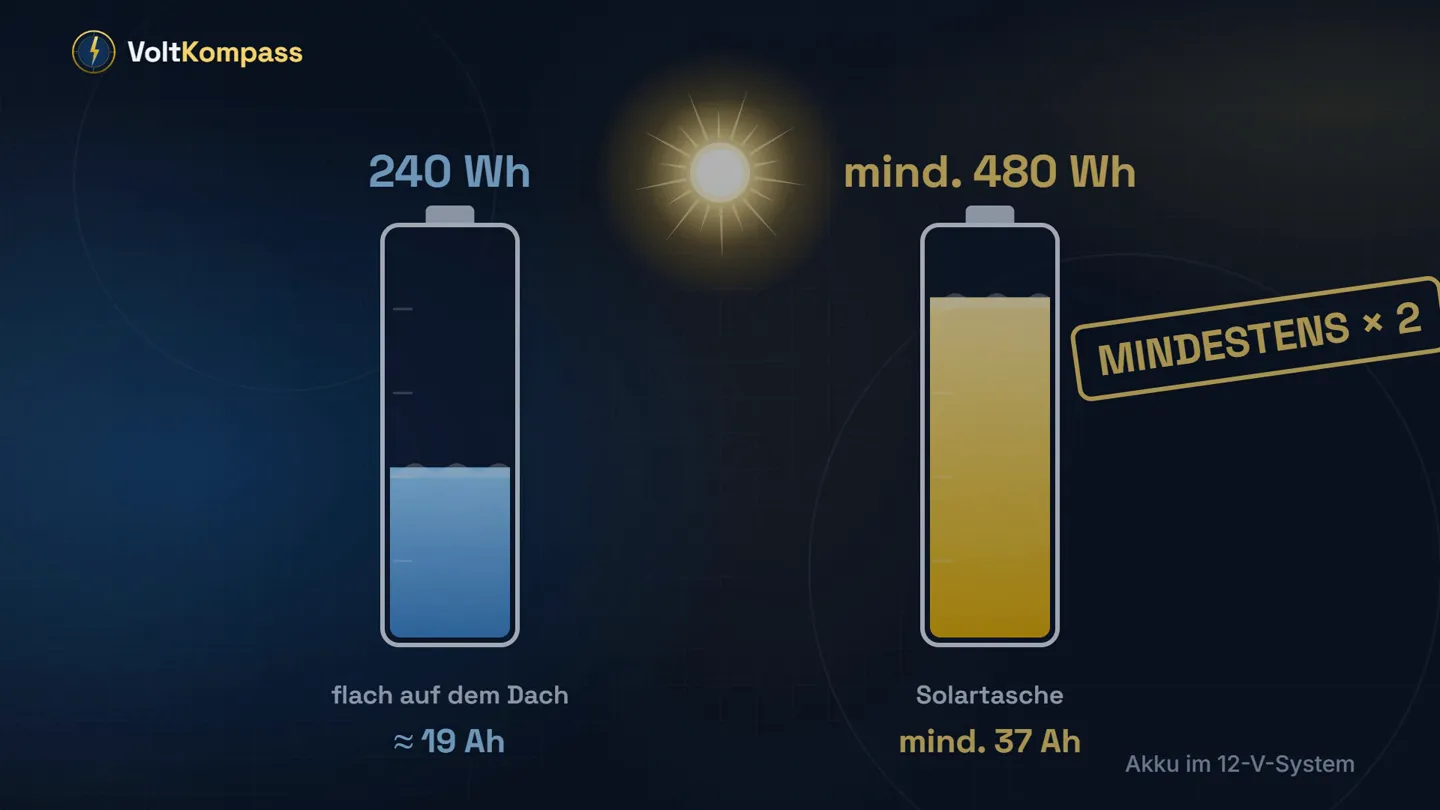 VoltKompass
240 Wh
mind. 480 Wh
MINDESTENS × 2
flach auf dem Dach
≈ 19 Ah
Solartasche
mind. 37 Ah
Akku im 12-V-System